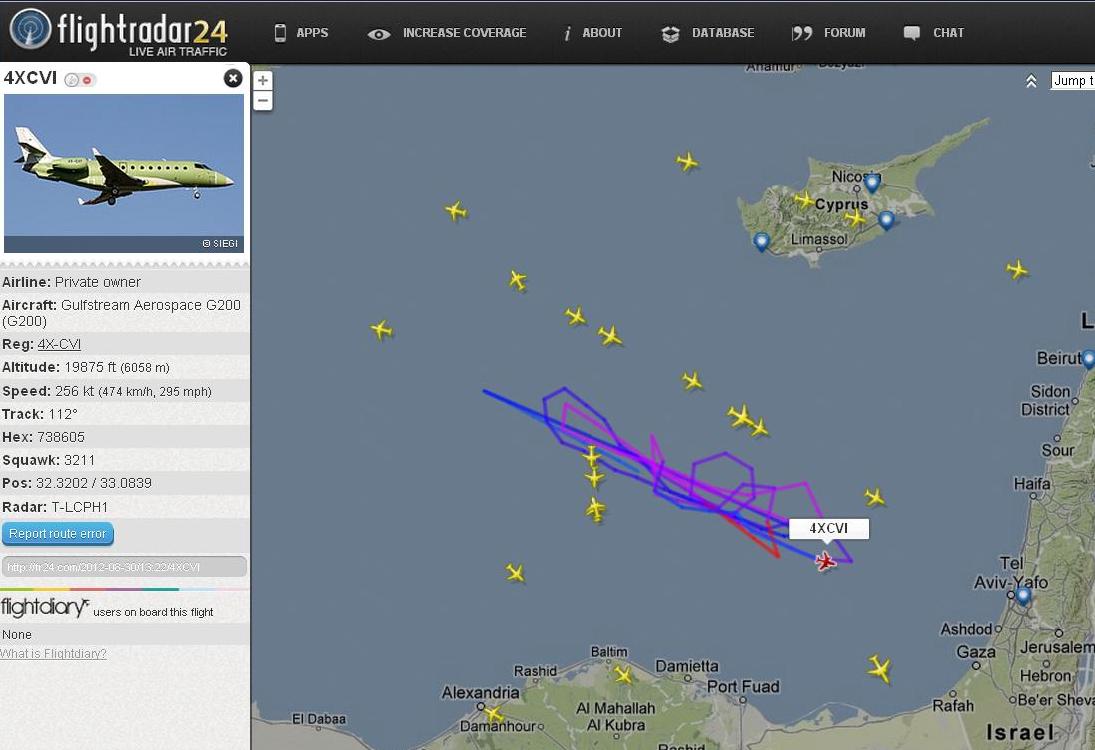 flightradar24
LIVE AIR TRAFFIC
APPS
INCREASE COVERAGE
ABOUT
DATABASE
FORUM
CHAT
4XCVI
© SIEGI
Airline: Private owner
Aircraft: Gulfstream Aerospace G200
(G200)
Reg: 4X-CVI
Altitude: 19875 ft (6058 m)
Speed: 256 kt (474 km/h, 295 mph)
Track: 112°
Hex: 738605
Squawk: 3211
Pos: 32.3202 / 33.0839
Radar: T-LCPH1
Report route error
http://fr24.com/2012-08-30/13:22/4XCVI
flightdiary users on board this flight
None
What is Flightdiary?
+
−
Anamur
Jump t
Nicosi
Cyprus
Limassol
L
Beirut
Sidon
District
Sour
Haifa
4XCVI
Tel
Aviv-Yafo
Ashdod
Jerusalem
Gaza
Hebron
Be'er Sheva
Rafah
Israel
Baltim
Rashid
Damietta
Alexandria
Port Fuad
Al Mahallah
Al Kubra
El Dabaa
Damanhour
Rashid